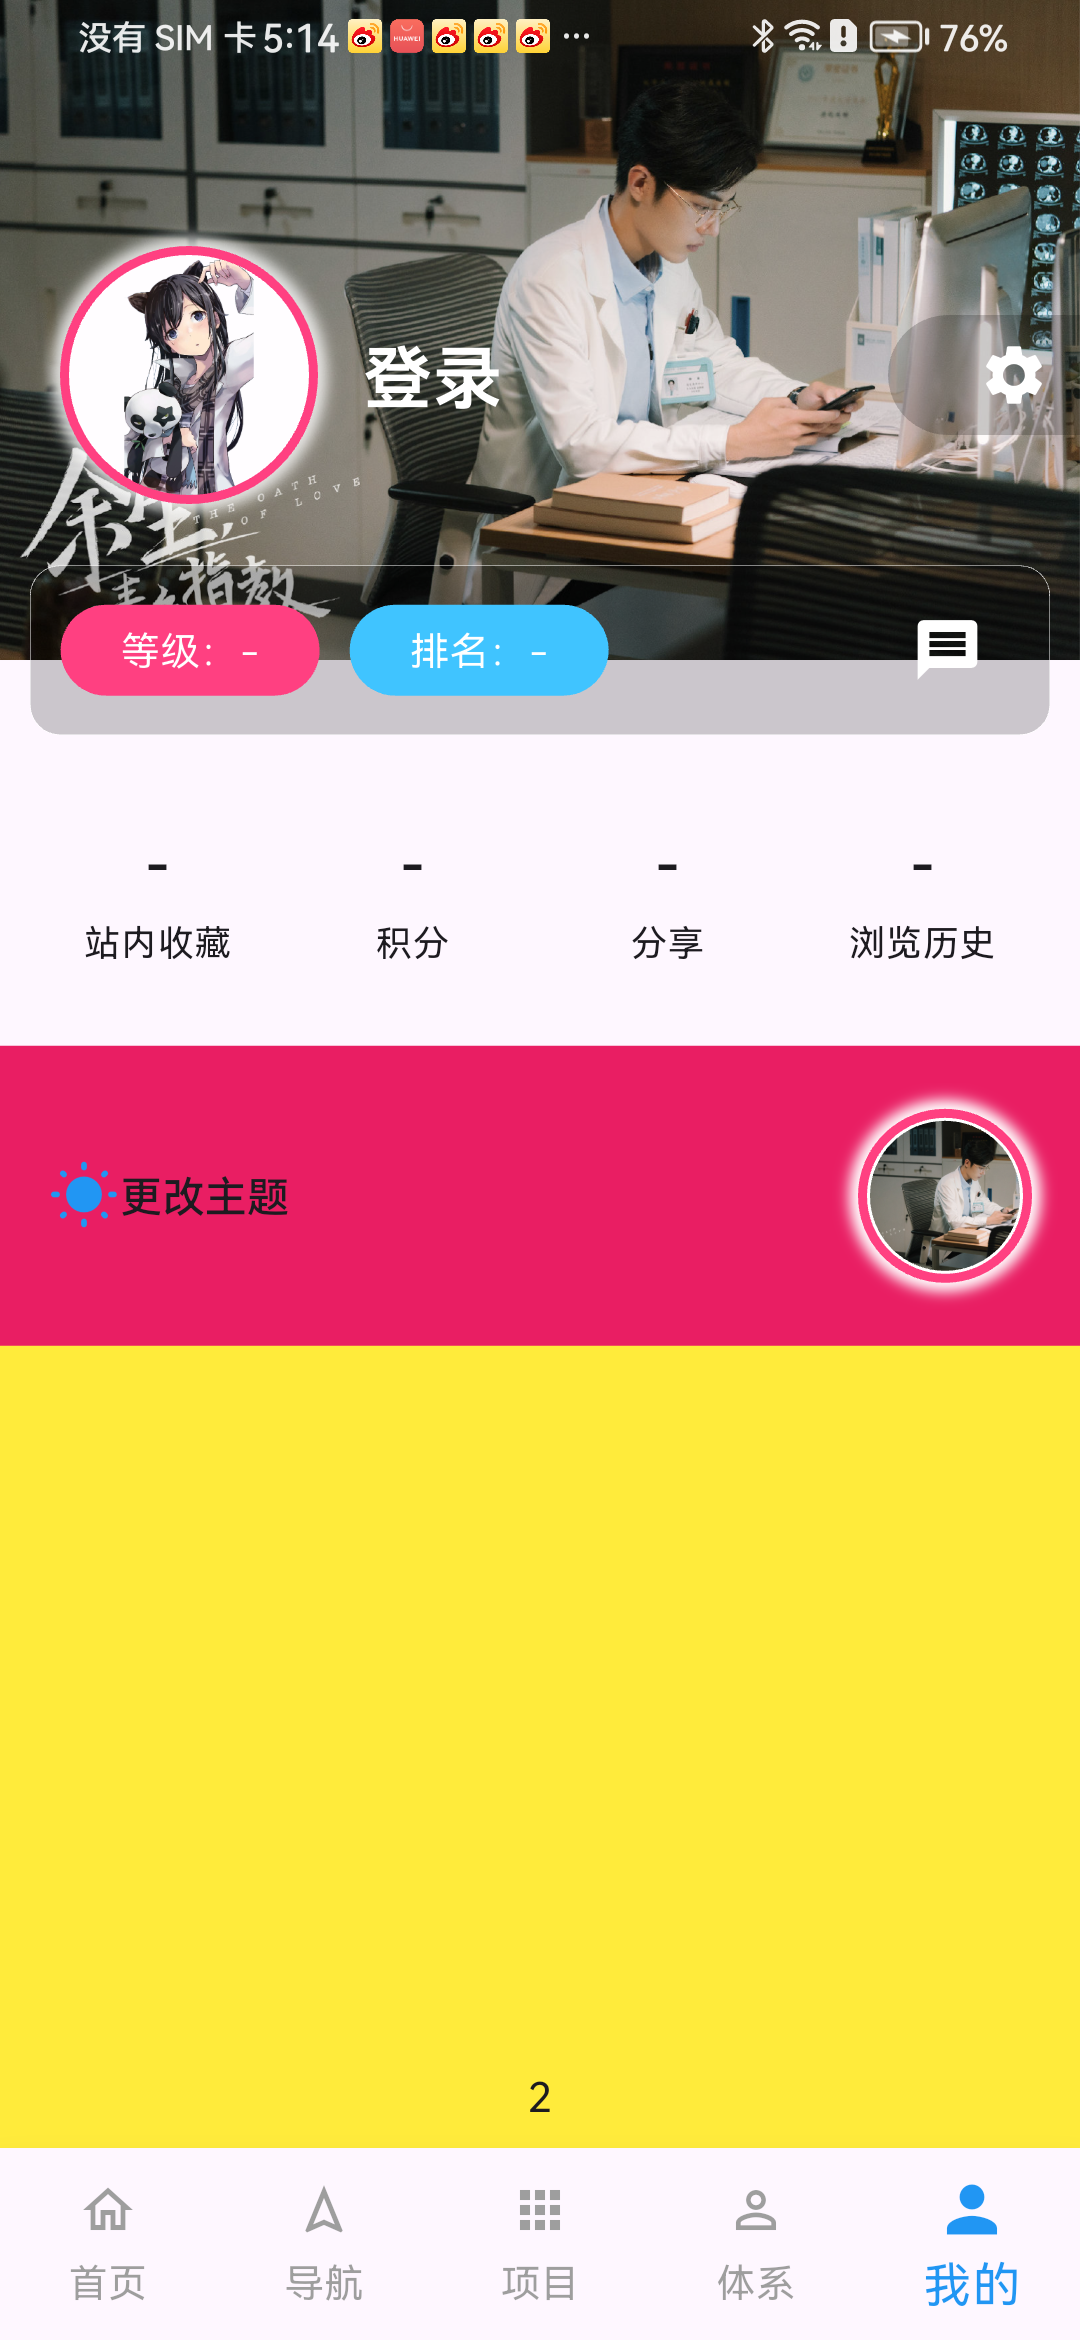 没有 SIM 卡 5:14 HUAWEI ... 76%
登录
余生,
THE OATH
OF LOVE
请多指教
等级: -
排名: -
- - - -
站内收藏 积分 分享 浏览历史
更改主题
2
首页 导航 项目 体系 我的